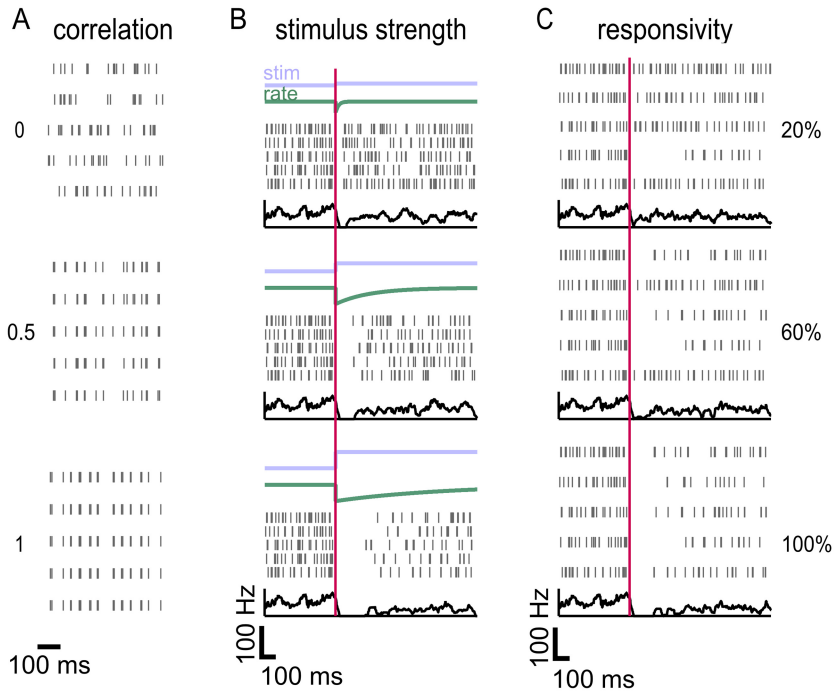 A correlation
B stimulus strength
C responsivity
stim
rate
0
20%
0.5
60%
1
100%
100 Hz
100 Hz
100 ms
100 ms
100 ms